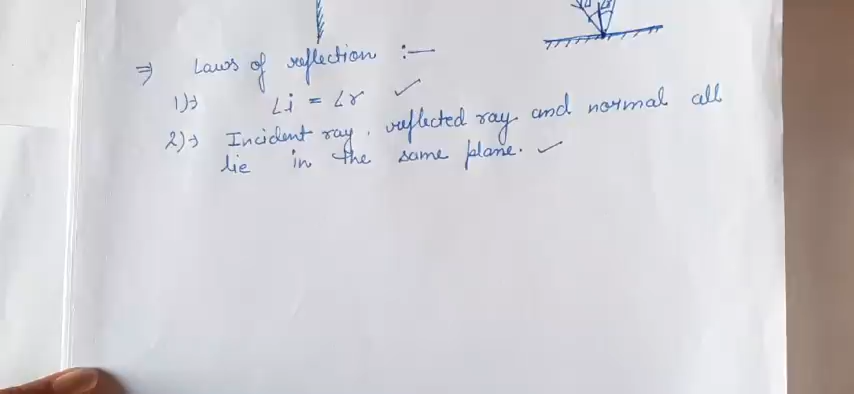 ⇒ Laws of reflection :—
1)→ ∠i = ∠r ✓
2)→ Incident ray, reflected ray and normal all
lie in the same plane. ✓